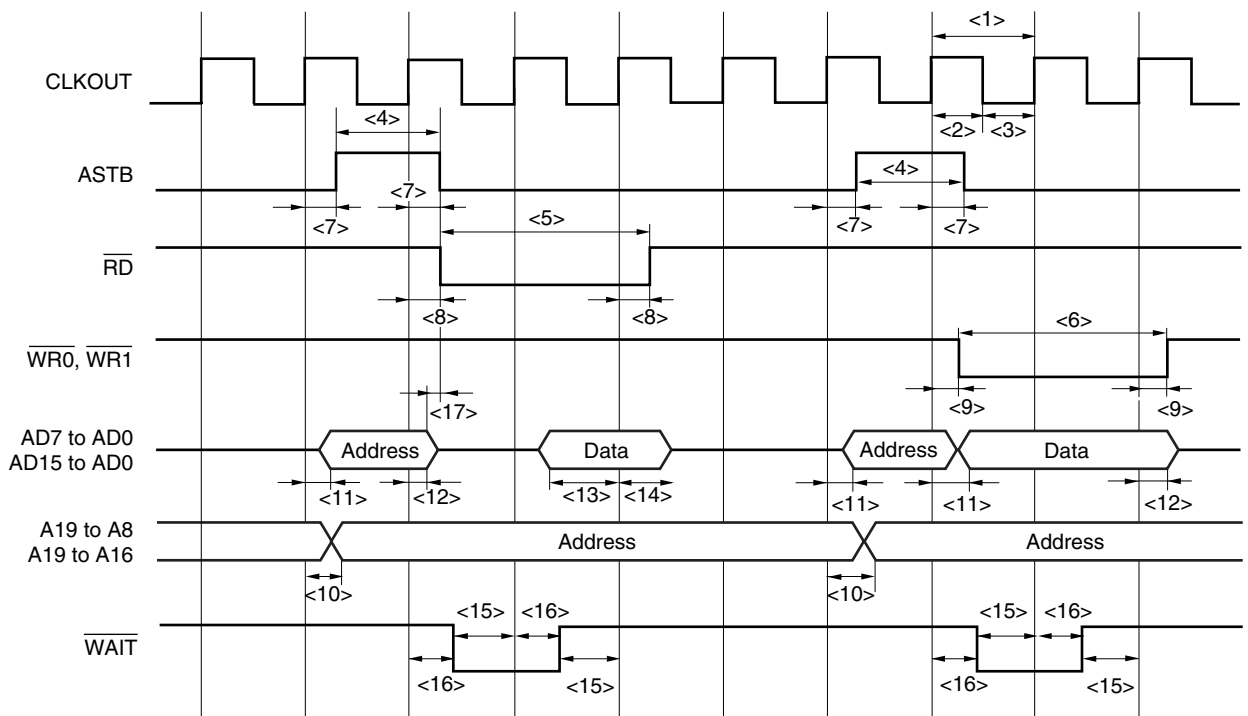 <1>
CLKOUT
<4> <2> <3>
ASTB
<7> <4>
<7> <7> <7>
<5>
RD
<8> <8>
<6>
WR0, WR1
<17> <9> <9>
AD7 to AD0
AD15 to AD0
Address Data Address Data
<11> <12> <13> <14> <11> <11> <12>
A19 to A8
A19 to A16
Address Address
<10> <10>
<15> <16> <15> <16>
WAIT
<16> <15> <16> <15>